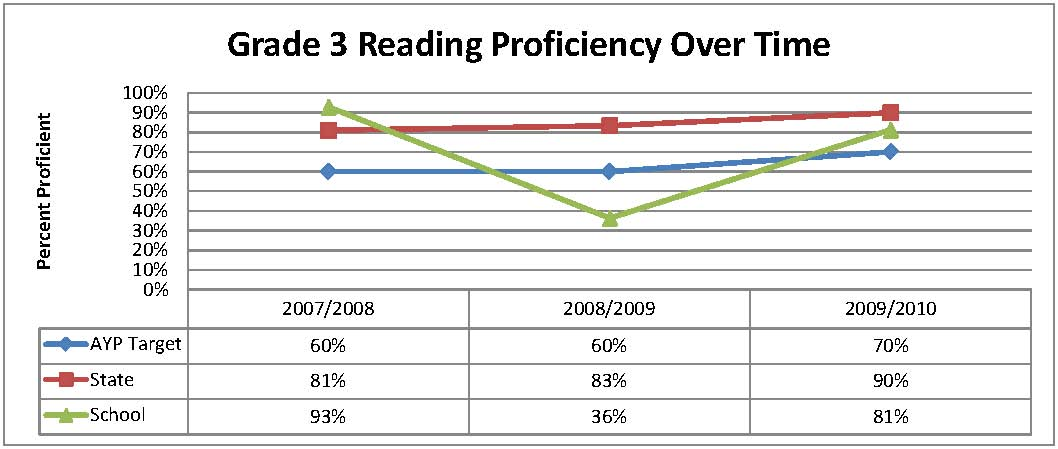 Grade 3 Reading Proficiency Over Time
Percent Proficient
100%
90%
80%
70%
60%
50%
40%
30%
20%
10%
0%
2007/2008 2008/2009 2009/2010
AYP Target 60% 60% 70%
State 81% 83% 90%
School 93% 36% 81%